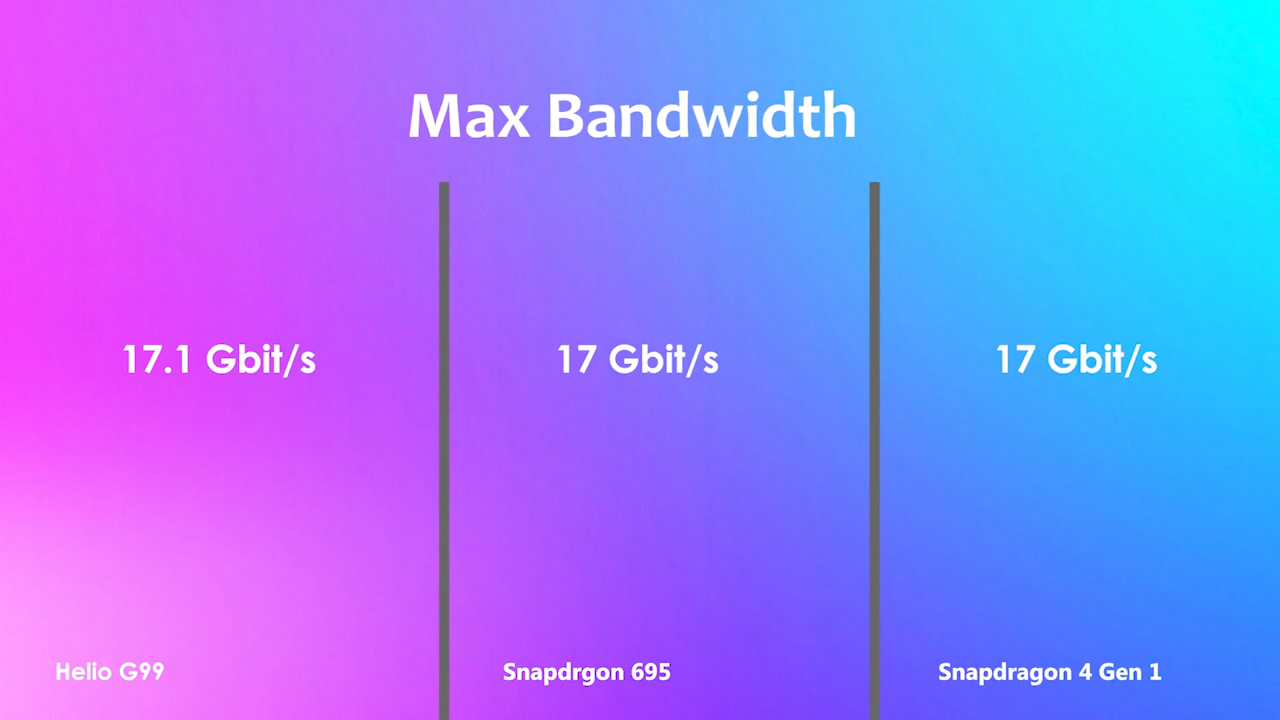 Max Bandwidth
17.1 Gbit/s
17 Gbit/s
17 Gbit/s
Helio G99
Snapdrgon 695
Snapdragon 4 Gen 1